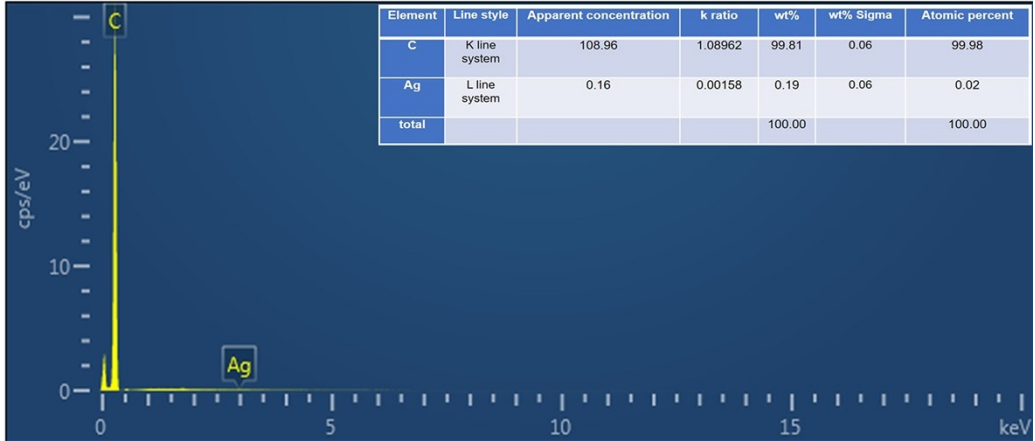 C
Element Line style Apparent concentration k ratio wt% wt% Sigma Atomic percent
C K line system 108.96 1.08962 99.81 0.06 99.98
Ag L line system 0.16 0.00158 0.19 0.06 0.02
total 100.00 100.00
cps/eV
20
10
0
Ag
0 5 10 15 keV